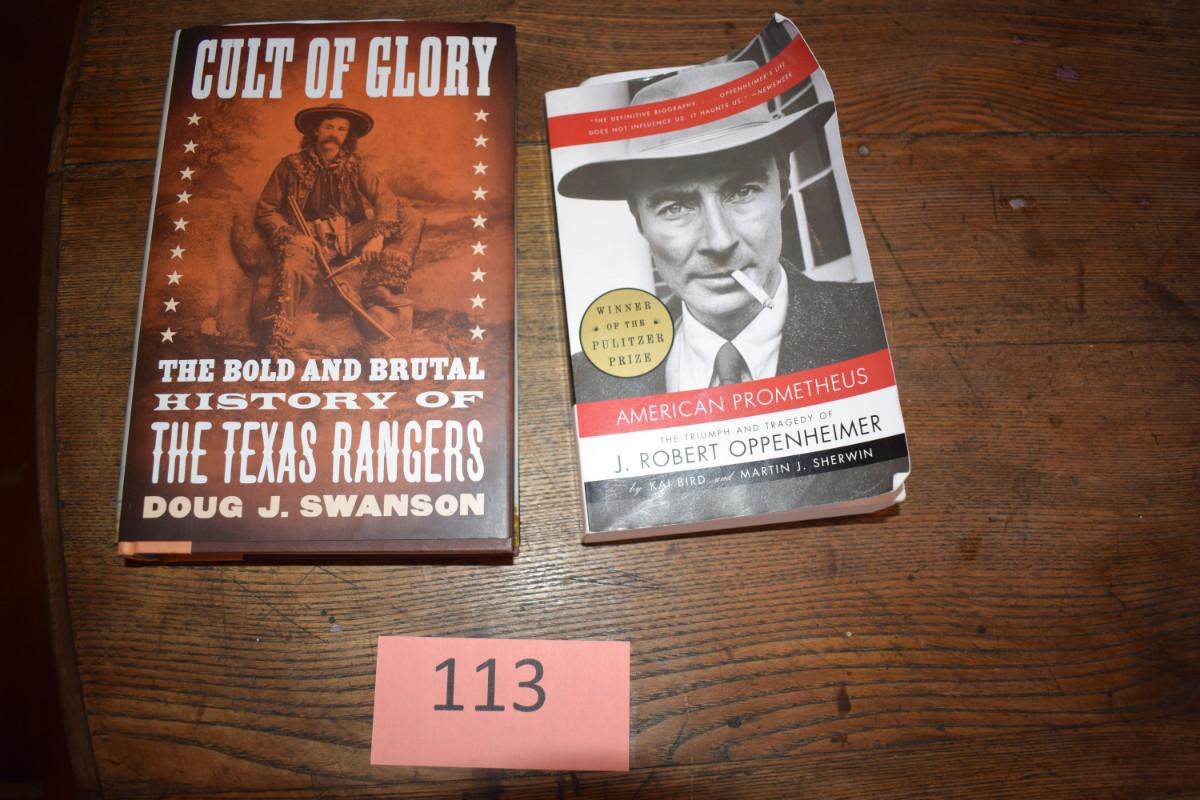 CULT OF GLORY
THE BOLD AND BRUTAL
HISTORY OF
THE TEXAS RANGERS
DOUG J. SWANSON
"THE DEFINITIVE BIOGRAPHY. OPPENHEIMER'S LIFE
DOES NOT INFLUENCE US. IT HAUNTS US." —NEWSWEEK
WINNER
OF THE
PULITZER
PRIZE
AMERICAN PROMETHEUS
THE TRIUMPH AND TRAGEDY OF
J. ROBERT OPPENHEIMER
by KAI BIRD and MARTIN J. SHERWIN
113